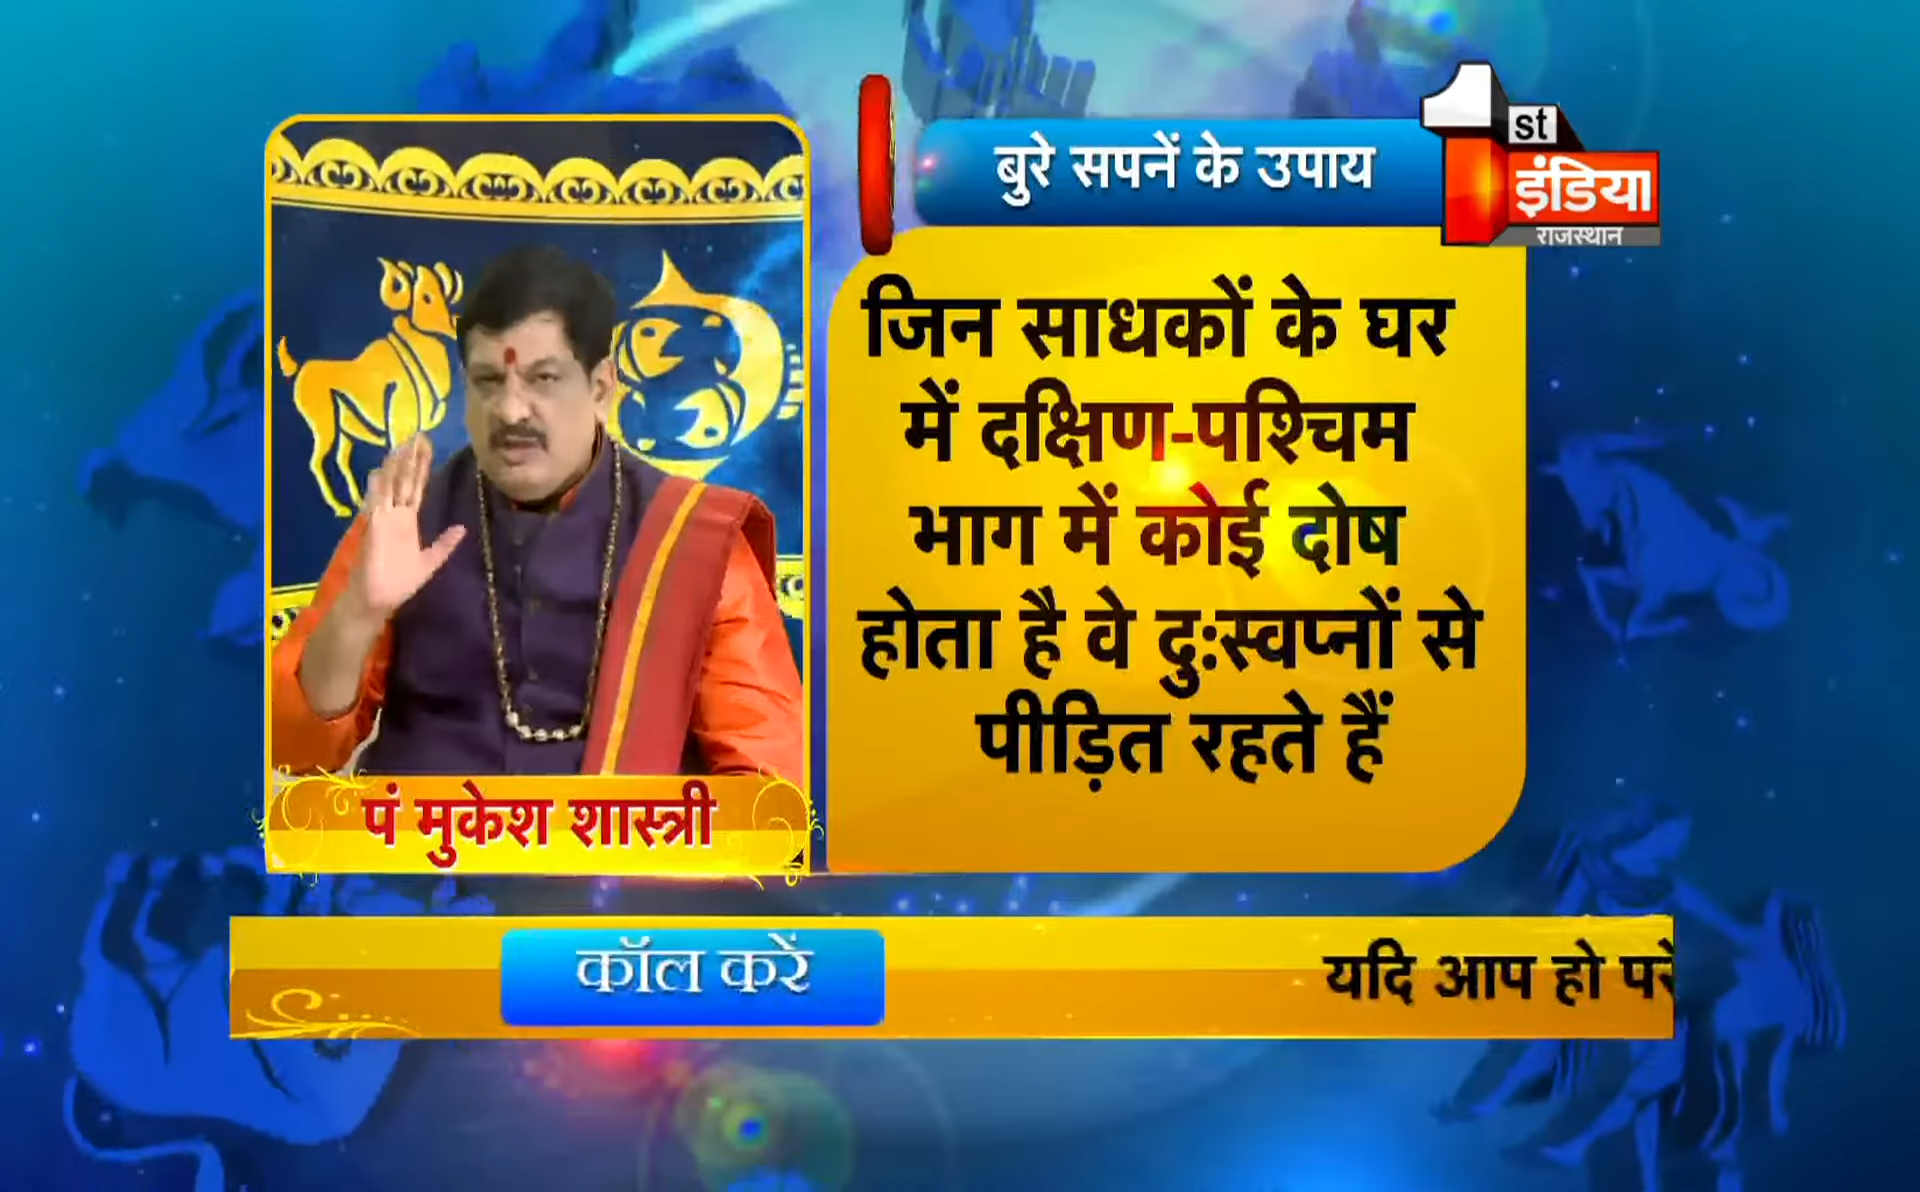 बुरे सपनें के उपाय
1st
इंडिया
राजस्थान
जिन साधकों के घर
में दक्षिण-पश्चिम
भाग में कोई दोष
होता है वे दु:स्वप्नों से
पीड़ित रहते हैं
पं मुकेश शास्त्री
कॉल करें
यदि आप हो